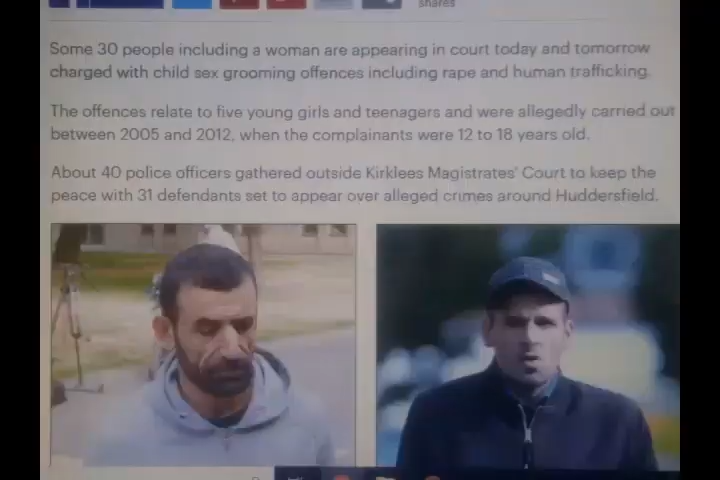 shares
Some 30 people including a woman are appearing in court today and tomorrow
charged with child sex grooming offences including rape and human trafficking.
The offences relate to five young girls and teenagers and were allegedly carried out
between 2005 and 2012, when the complainants were 12 to 18 years old.
About 40 police officers gathered outside Kirklees Magistrates' Court to keep the
peace with 31 defendants set to appear over alleged crimes around Huddersfield.